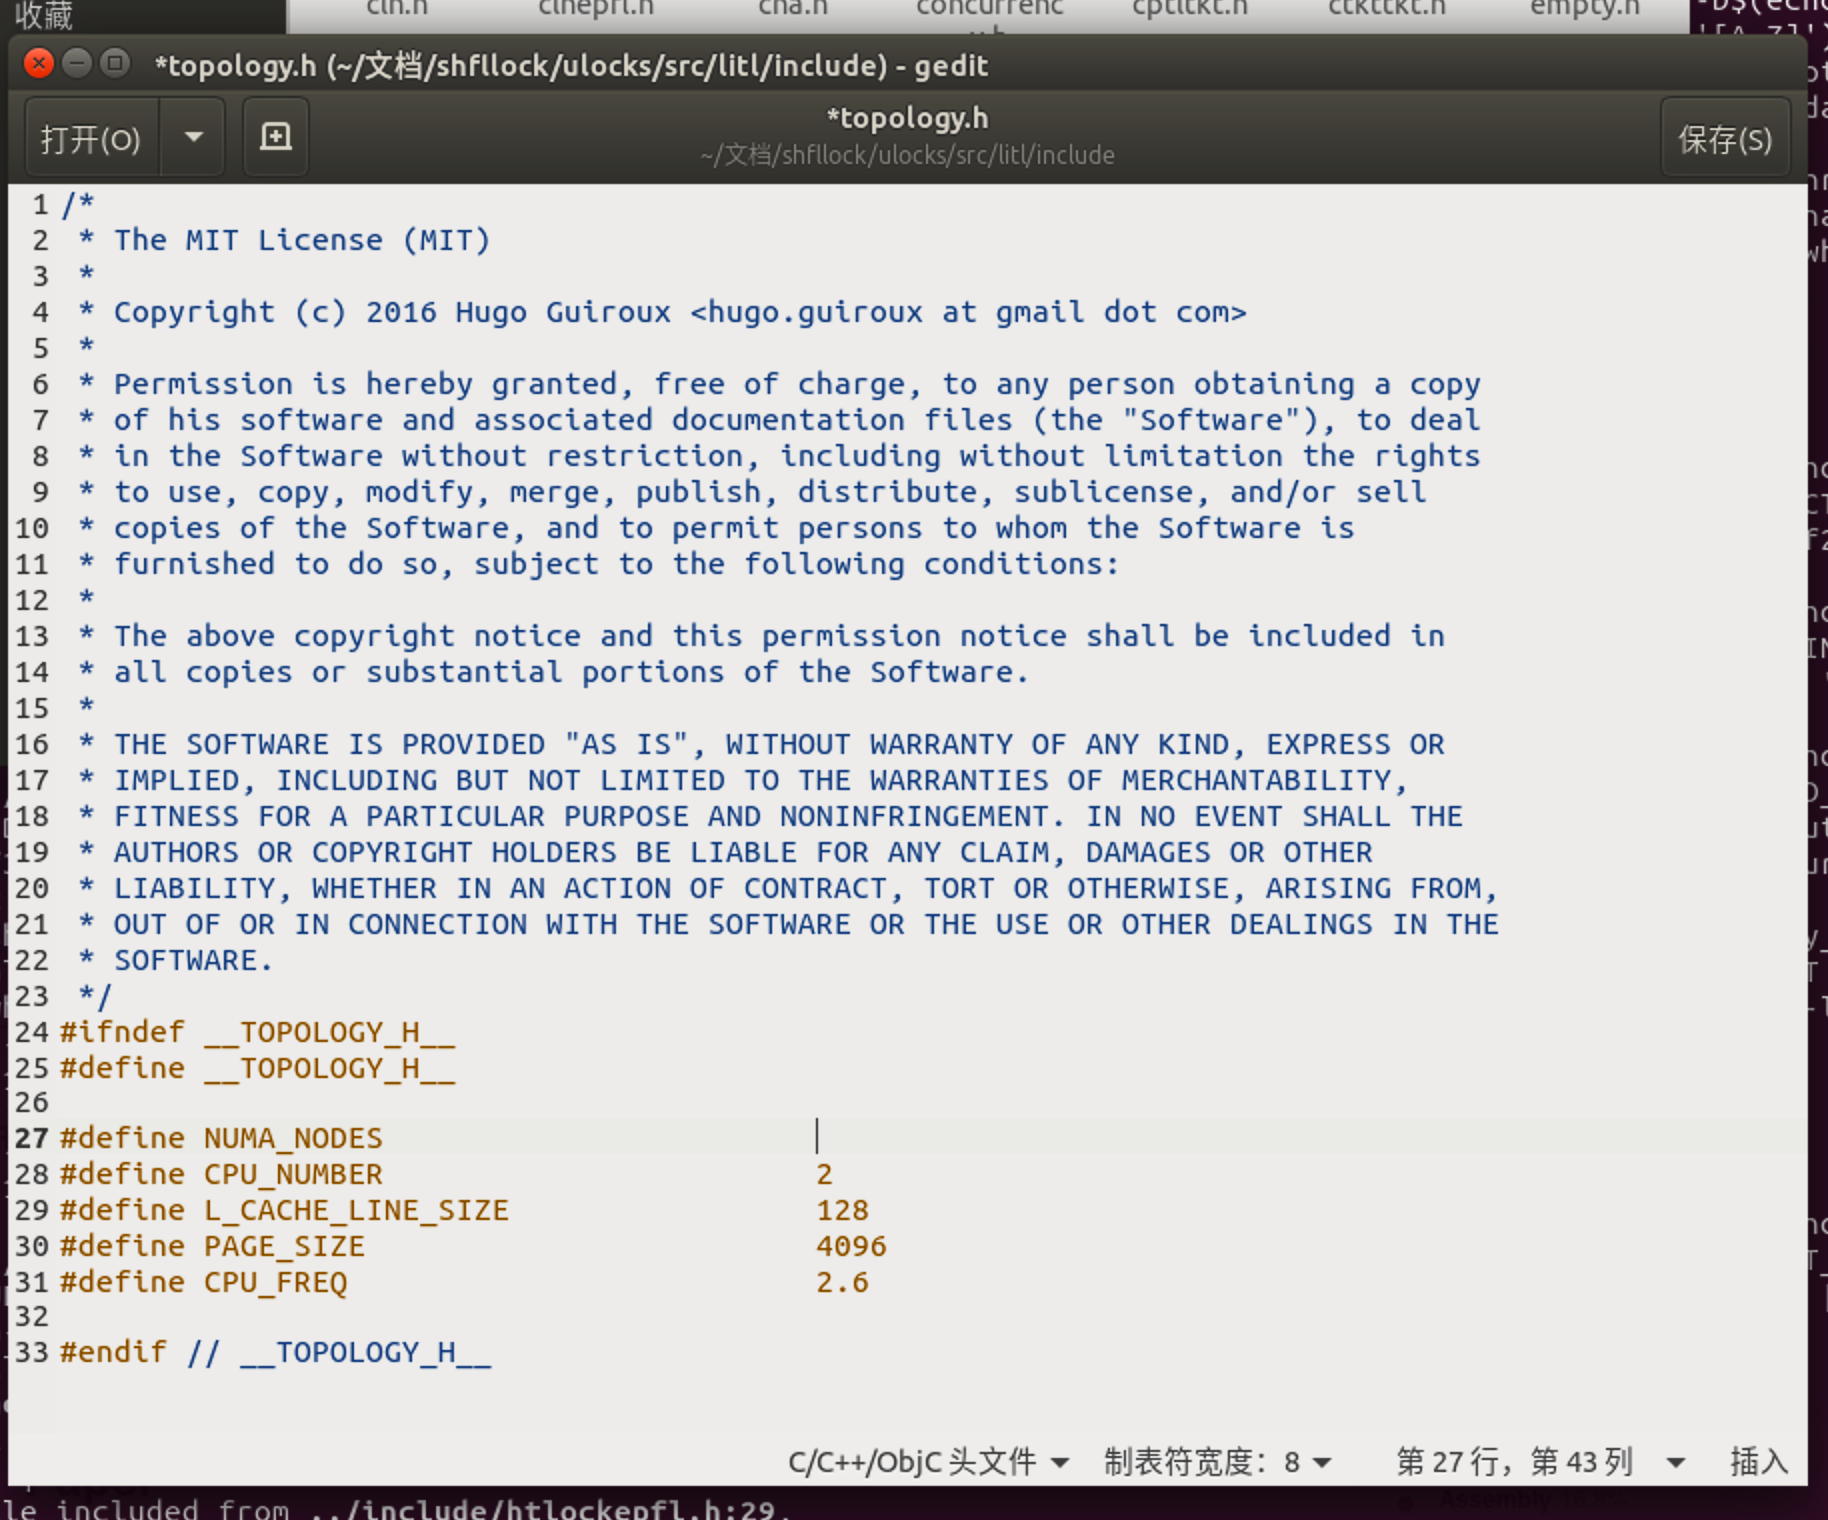 收藏
clh.h clhepfl.h cna.h concurrenc cptltkt.h ctkttkt.h empty.h
*topology.h (~/文档/shfllock/ulocks/src/litl/include) - gedit
打开(O)
*topology.h
~/文档/shfllock/ulocks/src/litl/include
保存(S)
1 /*
2 * The MIT License (MIT)
3 *
4 * Copyright (c) 2016 Hugo Guiroux <hugo.guiroux at gmail dot com>
5 *
6 * Permission is hereby granted, free of charge, to any person obtaining a copy
7 * of his software and associated documentation files (the "Software"), to deal
8 * in the Software without restriction, including without limitation the rights
9 * to use, copy, modify, merge, publish, distribute, sublicense, and/or sell
10 * copies of the Software, and to permit persons to whom the Software is
11 * furnished to do so, subject to the following conditions:
12 *
13 * The above copyright notice and this permission notice shall be included in
14 * all copies or substantial portions of the Software.
15 *
16 * THE SOFTWARE IS PROVIDED "AS IS", WITHOUT WARRANTY OF ANY KIND, EXPRESS OR
17 * IMPLIED, INCLUDING BUT NOT LIMITED TO THE WARRANTIES OF MERCHANTABILITY,
18 * FITNESS FOR A PARTICULAR PURPOSE AND NONINFRINGEMENT. IN NO EVENT SHALL THE
19 * AUTHORS OR COPYRIGHT HOLDERS BE LIABLE FOR ANY CLAIM, DAMAGES OR OTHER
20 * LIABILITY, WHETHER IN AN ACTION OF CONTRACT, TORT OR OTHERWISE, ARISING FROM,
21 * OUT OF OR IN CONNECTION WITH THE SOFTWARE OR THE USE OR OTHER DEALINGS IN THE
22 * SOFTWARE.
23 */
24 #ifndef __TOPOLOGY_H__
25 #define __TOPOLOGY_H__
26
27 #define NUMA_NODES
28 #define CPU_NUMBER 2
29 #define L_CACHE_LINE_SIZE 128
30 #define PAGE_SIZE 4096
31 #define CPU_FREQ 2.6
32
33 #endif // __TOPOLOGY_H__
C/C++/ObjC 头文件 制表符宽度：8 第 27 行，第 43 列 插入
le included from ../include/htlockepfl.h:29,